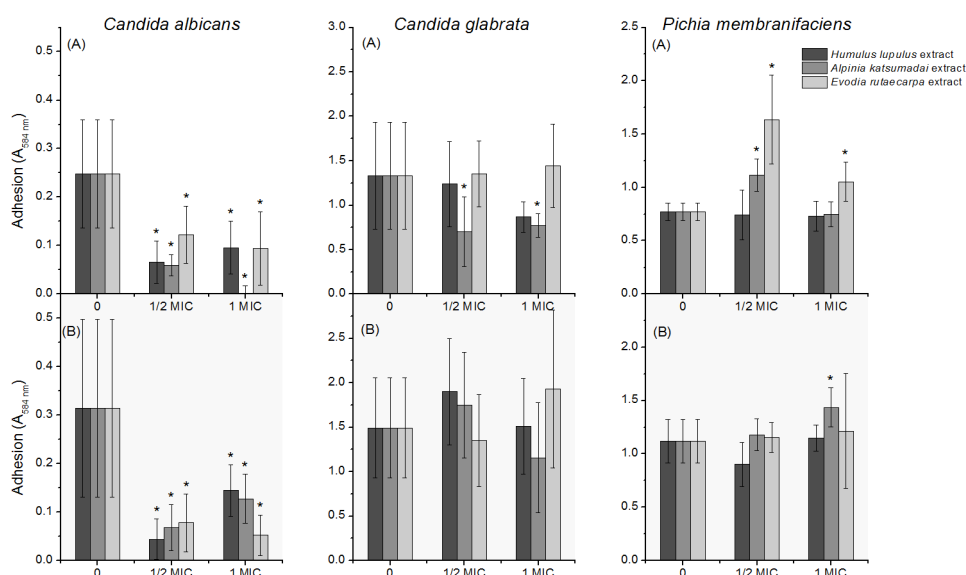 Candida albicans
Candida glabrata
Pichia membranifaciens
(A)
0.5
0.4
0.3
0.2
0.1
0.0
Adhesion (A584 nm)
0
1/2 MIC
1 MIC
* * * * * *
(A)
3.0
2.5
2.0
1.5
1.0
0.5
0.0
0
1/2 MIC
1 MIC
* *
(A)
2.5
2.0
1.5
1.0
0.5
0.0
0
1/2 MIC
1 MIC
* * *
Humulus lupulus extract
Alpinia katsumadai extract
Evodia rutaecarpa extract
(B)
0.5
0.4
0.3
0.2
0.1
0.0
Adhesion (A584 nm)
0
1/2 MIC
1 MIC
* * * * * *
(B)
2.5
2.0
1.5
1.0
0.5
0.0
0
1/2 MIC
1 MIC
(B)
2.0
1.5
1.0
0.5
0.0
0
1/2 MIC
1 MIC
*